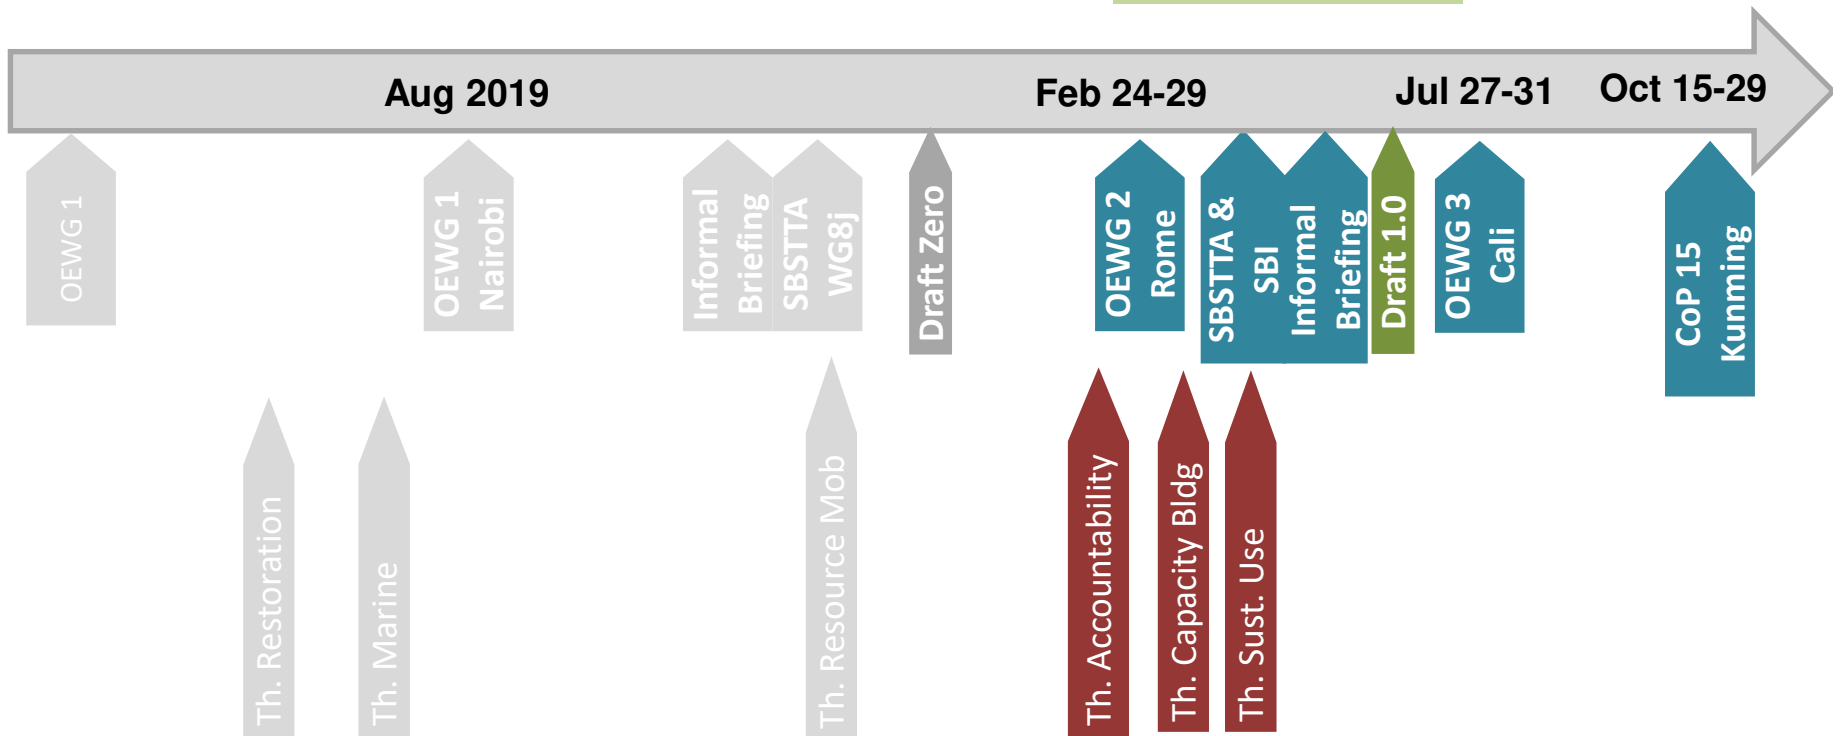 Aug 2019
Feb 24-29
Jul 27-31
Oct 15-29
OEWG 1
OEWG 1
Nairobi
Informal
Briefing
SBSTTA
WG8j
Draft Zero
OEWG 2
Rome
SBSTTA &
SBI
Informal
Briefing
Draft 1.0
OEWG 3
Cali
CoP 15
Kunming
Th. Restoration
Th. Marine
Th. Resource Mob
Th. Accountability
Th. Capacity Bldg
Th. Sust. Use